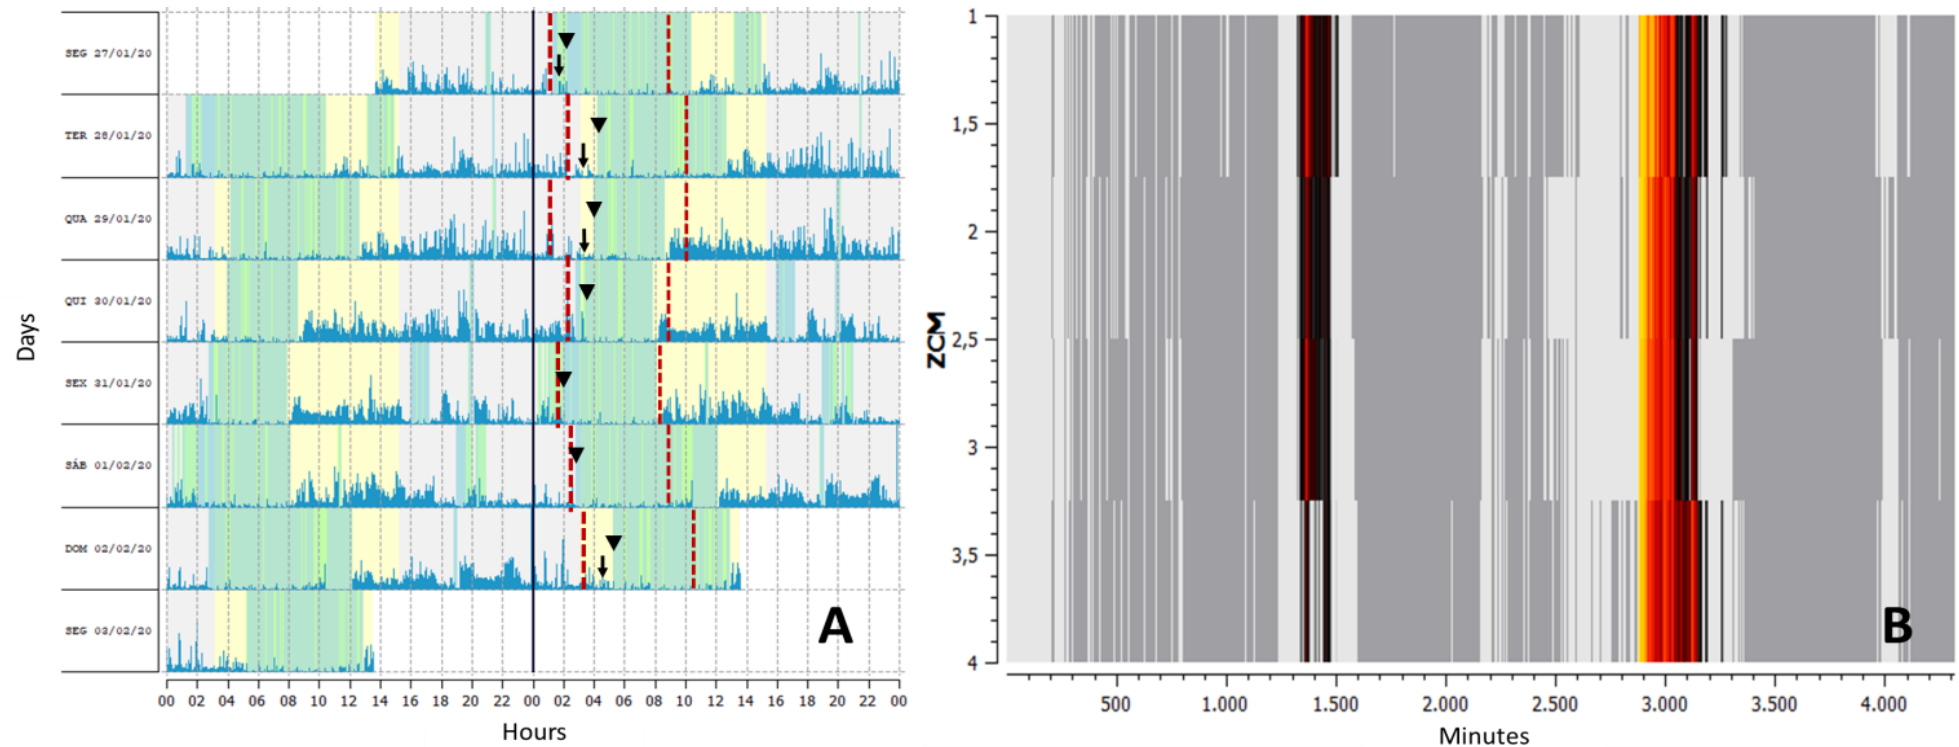 Days
SEG 27/01/20
TER 28/01/20
QUA 29/01/20
QUI 30/01/20
SEX 31/01/20
SÁB 01/02/20
DOM 02/02/20
SEG 03/02/20
A
00 02 04 06 08 10 12 14 16 18 20 22 00 02 04 06 08 10 12 14 16 18 20 22 00
Hours
ZCM
1
1,5
2
2,5
3
3,5
4
B
500 1.000 1.500 2.000 2.500 3.000 3.500 4.000
Minutes